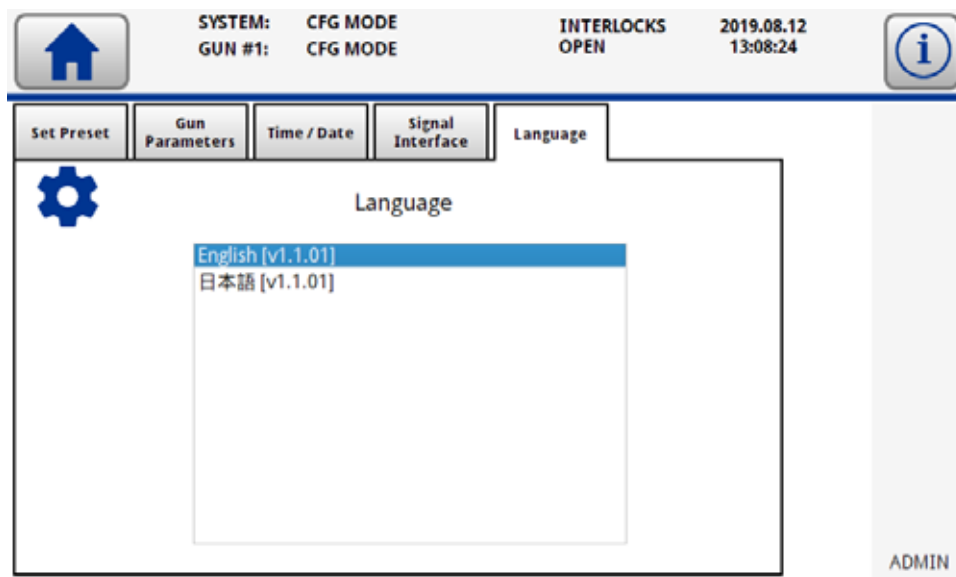 SYSTEM: CFG MODE INTERLOCKS 2019.08.12
GUN #1: CFG MODE OPEN 13:08:24
i
Set Preset
Gun
Parameters
Time / Date
Signal
Interface
Language
Language
English [v1.1.01]
日本語 [v1.1.01]
ADMIN